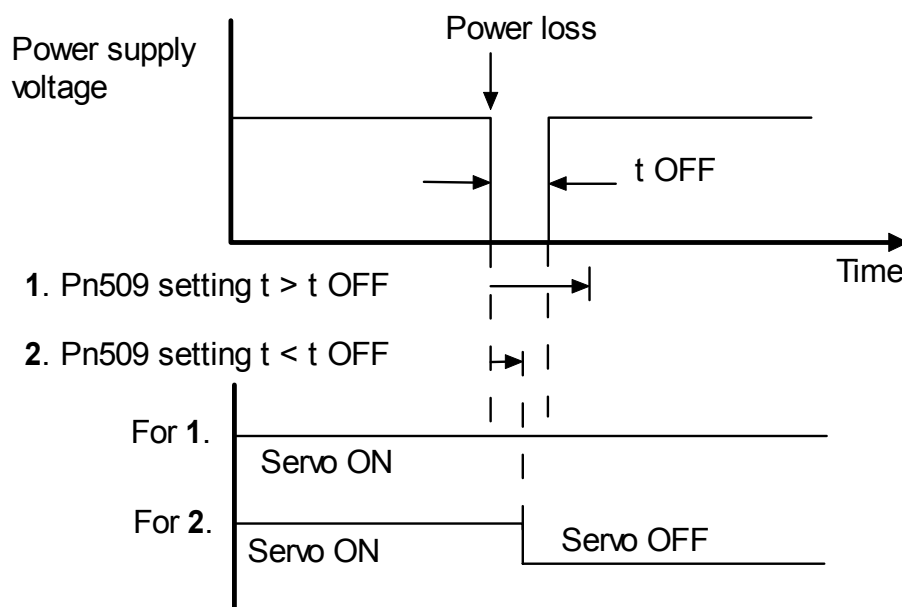 Power loss
Power supply
voltage
t OFF
Time
1. Pn509 setting t > t OFF
2. Pn509 setting t < t OFF
For 1.
Servo ON
For 2.
Servo ON
Servo OFF